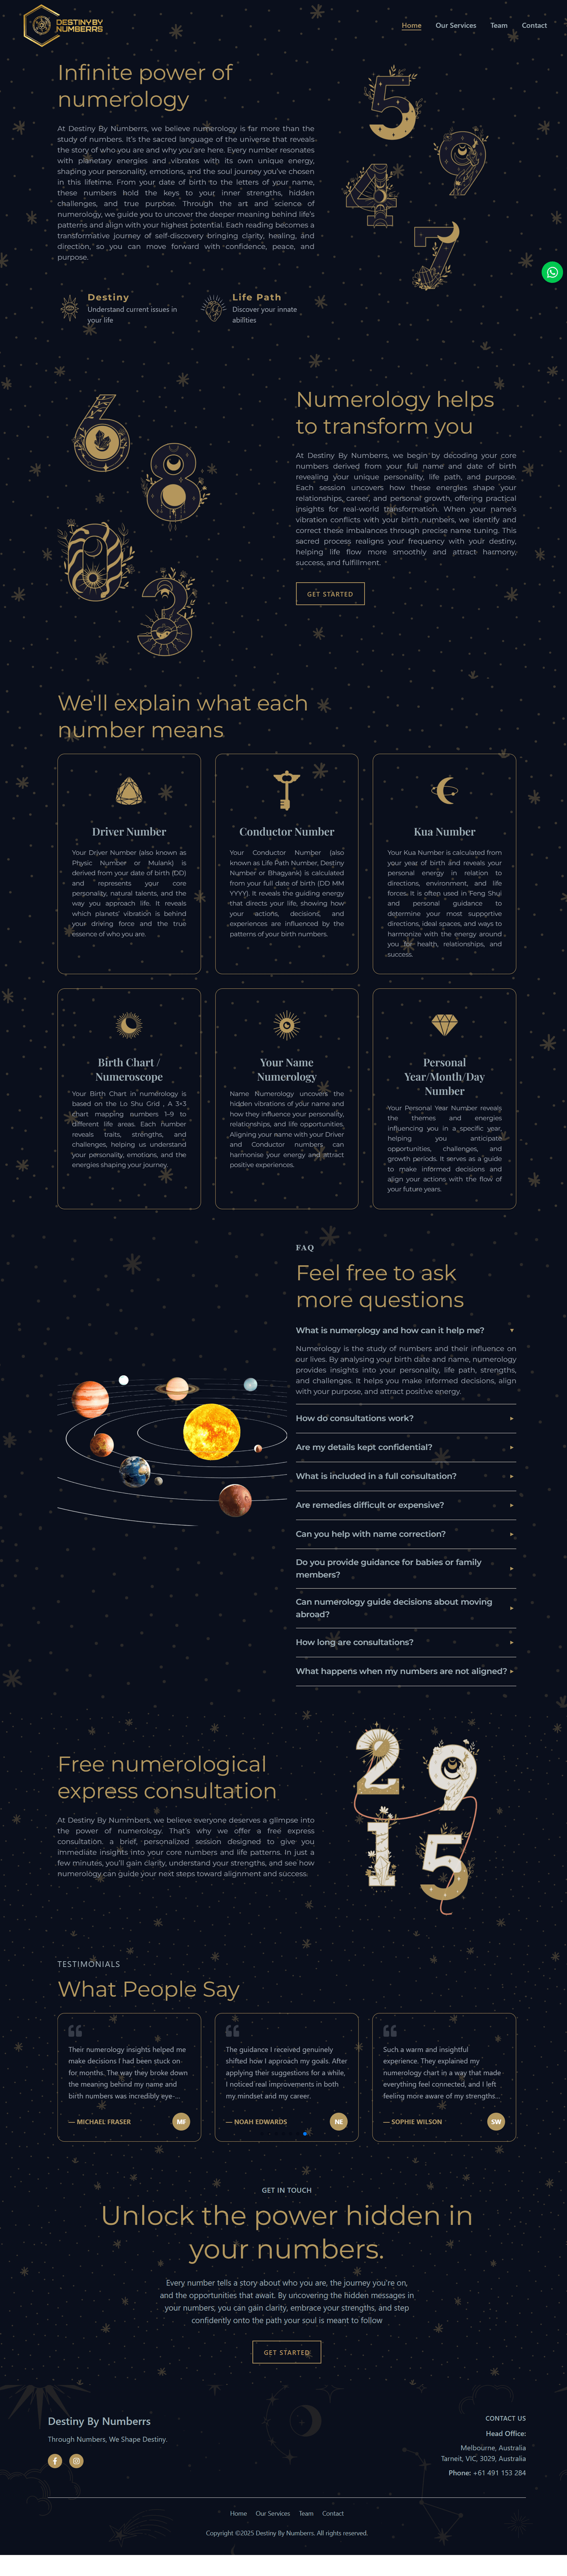 DESTINY BY
NUMBERRS
Home
Our Services
Team
Contact
Infinite power of
numerology
At Destiny By Numberrs, we believe numerology is far more than the
study of numbers. It's the sacred language of the universe that reveals
the story of who you are and why you're here. Every number resonates
with planetary energies and vibrates with its own unique energy,
shaping your personality, emotions, and the soul journey you've chosen
in this lifetime. From your date of birth to the letters of your name,
these numbers hold the keys to your inner strengths, hidden
challenges, and true purpose. Through the art and science of
numerology, we guide you to uncover the deeper meaning behind life's
patterns and align with your highest potential. Each reading becomes a
transformative journey of self-discovery bringing clarity, healing, and
direction, so you can move forward with confidence, peace, and
purpose.
5
9
4
7
Destiny
Understand current issues in
your life
Life Path
Discover your innate
abilities
6
8
0
3
Numerology helps
to transform you
At Destiny By Numberrs, we begin by decoding your core
numbers derived from your full name and date of birth
revealing your unique personality, life path, and purpose.
Each session uncovers how these energies shape your
relationships, career, and personal growth, offering practical
insights for real-world transformation. When your name's
vibration conflicts with your birth numbers, we identify and
correct these imbalances through precise name tuning. This
sacred process realigns your frequency with your destiny,
helping life flow more smoothly and attract harmony,
success, and fulfillment.
GET STARTED
We'll explain what each
number means
Driver Number
Your Driver Number (also known as
Physic Number or Mulank) is
derived from your date of birth (DD)
and represents your core
personality, natural talents, and the
way you approach life. It reveals
which planets' vibration is behind
your driving force and the true
essence of who you are.
Conductor Number
Your Conductor Number (also
known as Life Path Number, Destiny
Number or Bhagyank) is calculated
from your full date of birth (DD MM
YYYY). It reveals the guiding energy
that directs your life, showing how
your actions, decisions, and
experiences are influenced by the
patterns of your birth numbers.
Kua Number
Your Kua Number is calculated from
your year of birth and reveals your
personal energy in relation to
directions, environment, and life
forces. It is often used in Feng Shui
and personal guidance to
determine your most supportive
directions, ideal spaces, and ways to
harmonize with the energy around
you for health, relationships, and
success.
Birth Chart /
Numeroscope
Your Birth Chart in numerology is
based on the Lo Shu Grid , A 3×3
chart mapping numbers 1–9 to
different life areas. Each number
reveals traits, strengths, and
challenges, helping us understand
your personality, emotions, and the
energies shaping your journey.
Your Name
Numerology
Name Numerology uncovers the
hidden vibrations of your name and
how they influence your personality,
relationships, and life opportunities.
Aligning your name with your Driver
and Conductor numbers can
harmonise your energy and attract
positive experiences.
Personal
Year/Month/Day
Number
Your Personal Year Number reveals
the themes and energies
influencing you in a specific year,
helping you anticipate
opportunities, challenges, and
growth periods. It serves as a guide
to make informed decisions and
align your actions with the flow of
your future years.
FAQ
Feel free to ask
more questions
What is numerology and how can it help me?
Numerology is the study of numbers and their influence on
our lives. By analysing your birth date and name, numerology
provides insights into your personality, life path, strengths,
and challenges. It helps you make informed decisions, align
with your purpose, and attract positive energy.
How do consultations work?
Are my details kept confidential?
What is included in a full consultation?
Are remedies difficult or expensive?
Can you help with name correction?
Do you provide guidance for babies or family
members?
Can numerology guide decisions about moving
abroad?
How long are consultations?
What happens when my numbers are not aligned?
Free numerological
express consultation
At Destiny By Numimbers, we believe everyone deserves a glimpse into
the power of numerology. That's why we offer a free express
consultation. a brief, personalized session designed to give you
immediate insights into your core numbers and life patterns. In just a
few minutes, you'll gain clarity, understand your strengths, and see how
numerology can guide your next steps toward alignment and success.
2
9
1
5
TESTIMONIALS
What People Say
Their numerology insights helped me
make decisions I had been stuck on
for months. The way they broke down
the meaning behind my name and
birth numbers was incredibly eye-...
— MICHAEL FRASER
MF
The guidance I received genuinely
shifted how I approach my goals. After
applying their suggestions for a while,
I noticed real improvements in both
my mindset and my career.
— NOAH EDWARDS
NE
Such a warm and insightful
experience. They explained my
numerology chart in a way that made
everything feel connected, and I left
feeling more aware of my strengths...
— SOPHIE WILSON
SW
GET IN TOUCH
Unlock the power hidden in
your numbers.
Every number tells a story about who you are, the journey you're on,
and the opportunities that await. By uncovering the hidden messages in
your numbers, you can gain clarity, embrace your strengths, and step
confidently onto the path your soul is meant to follow
GET STARTED
Destiny By Numberrs
Through Numbers, We Shape Destiny.
CONTACT US
Head Office:
Melbourne, Australia
Tarneit, VIC, 3029, Australia
Phone: +61 491 153 284
Home
Our Services
Team
Contact
Copyright ©2025 Destiny By Numberrs. All rights reserved.